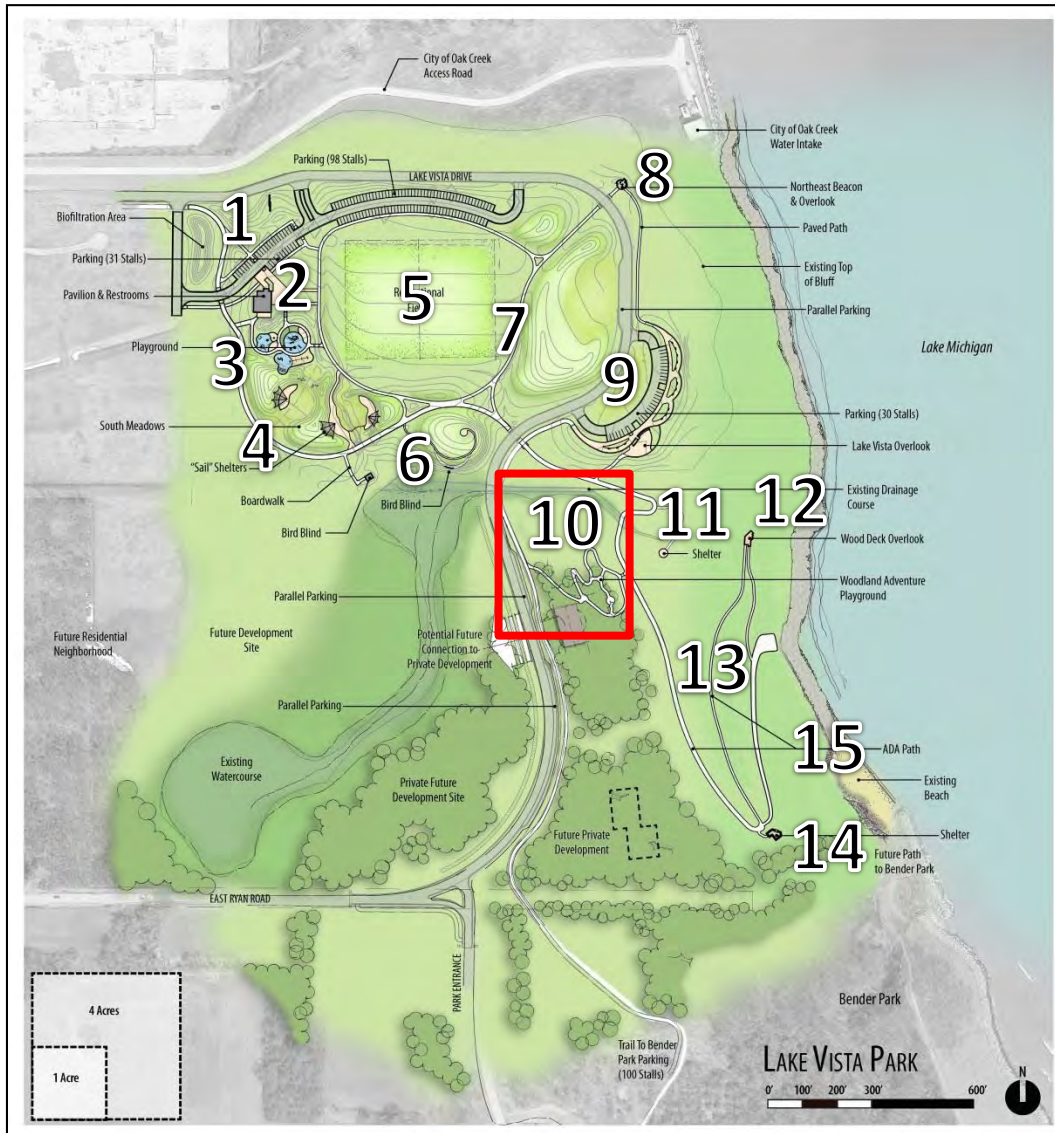 City of Oak Creek
Access Road
City of Oak Creek
Water Intake
Parking (98 Stalls)
LAKE VISTA DRIVE
8
Northeast Beacon
& Overlook
1
Biofiltration Area
Paved Path
Parking (31 Stalls)
Existing Top
of Bluff
2
Pavilion & Restrooms
5
7
Parallel Parking
Playground
3
Lake Michigan
9
Parking (30 Stalls)
South Meadows
4
6
"Sail" Shelters
Lake Vista Overlook
Boardwalk
Bird Blind
Bird Blind
10
11
12
Existing Drainage
Course
Wood Deck Overlook
Shelter
Woodland Adventure
Playground
Parallel Parking
Future Residential
Neighborhood
Future Development
Site
Potential Future
Connection to
Private Development
13
Parallel Parking
15
ADA Path
Existing
Watercourse
Private Future
Development Site
Existing
Beach
Future Private
Development
14
Shelter
Future Path
to Bender Park
EAST RYAN ROAD
PARK ENTRANCE
Bender Park
4 Acres
1 Acre
Trail To Bender
Park Parking
(100 Stalls)
LAKE VISTA PARK
0' 100' 200' 300' 600'
N